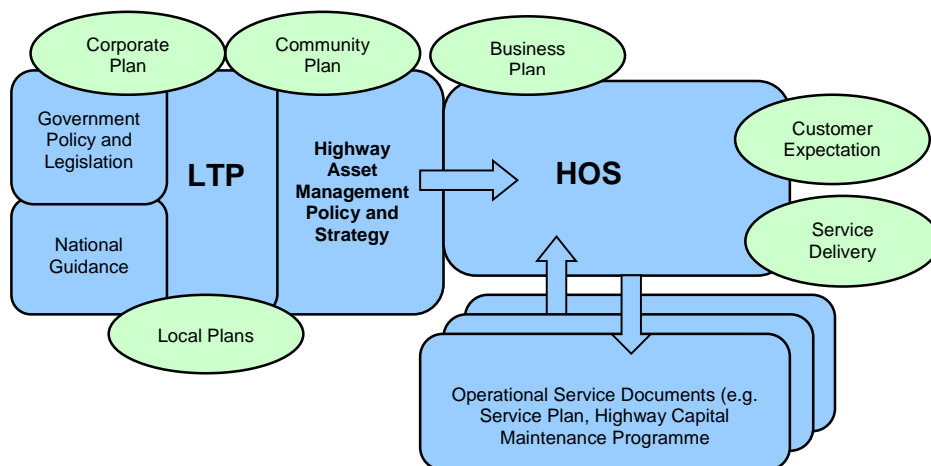 Corporate
Plan
Community
Plan
Business
Plan
Government
Policy and
Legislation
LTP
Highway
Asset
Management
Policy and
Strategy
HOS
Customer
Expectation
National
Guidance
Service
Delivery
Local Plans
Operational Service Documents (e.g.
Service Plan, Highway Capital
Maintenance Programme